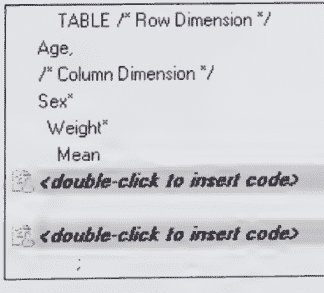 TABLE /* Row Dimension */
Age,
/* Column Dimension */
Sex*
Weight*
Mean
<double-click to insert code>
<double-click to insert code>
;